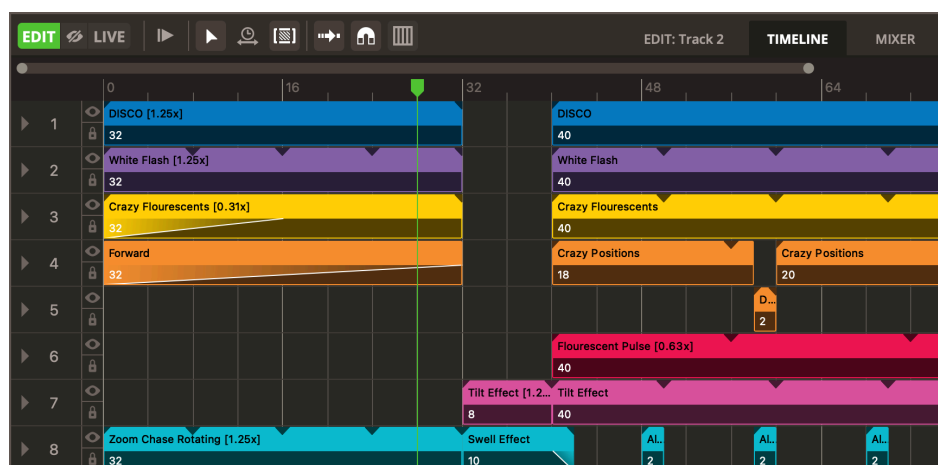 EDIT LIVE EDIT: Track 2 TIMELINE MIXER
0 16 32 48 64
1 DISCO [1.25x] DISCO
32 40
2 White Flash [1.25x] White Flash
32 40
3 Crazy Flourescents [0.31x] Crazy Flourescents
32 40
4 Forward Crazy Positions Crazy Positions
32 18 20
5 D...
2
6 Flourescent Pulse [0.63x]
40
7 Tilt Effect [1.2... Tilt Effect
8 40
8 Zoom Chase Rotating [1.25x] Swell Effect Al... Al... Al...
32 10 2 2 2